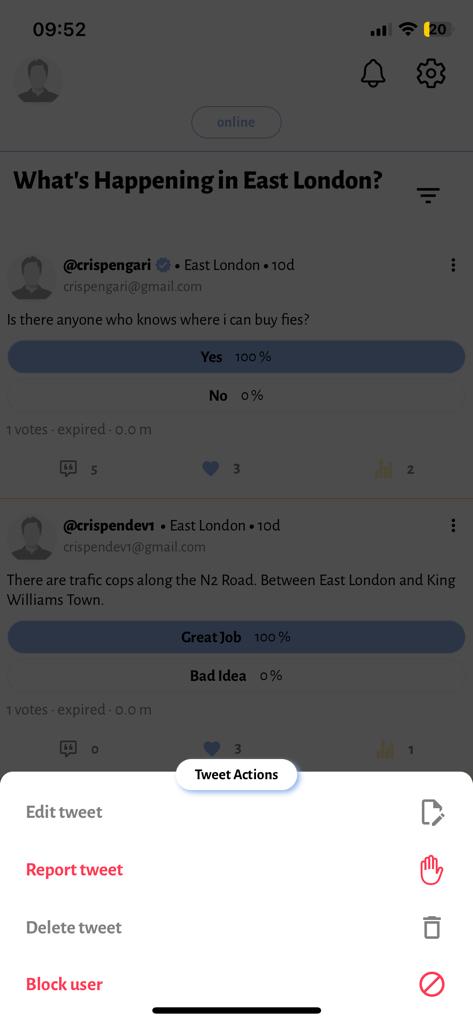 09:52
20
online
What's Happening in East London?
@crispengari • East London • 10d
crispengari@gmail.com
Is there anyone who knows where i can buy fies?
Yes 100 %
No 0 %
1 votes · expired · 0.0 m
5 3 2
@crispendev1 • East London • 10d
crispendev1@gmail.com
There are trafic cops along the N2 Road. Between East London and King
Williams Town.
Great Job 100 %
Bad Idea 0 %
1 votes · expired · 0.0 m
0 3 1
Tweet Actions
Edit tweet
Report tweet
Delete tweet
Block user